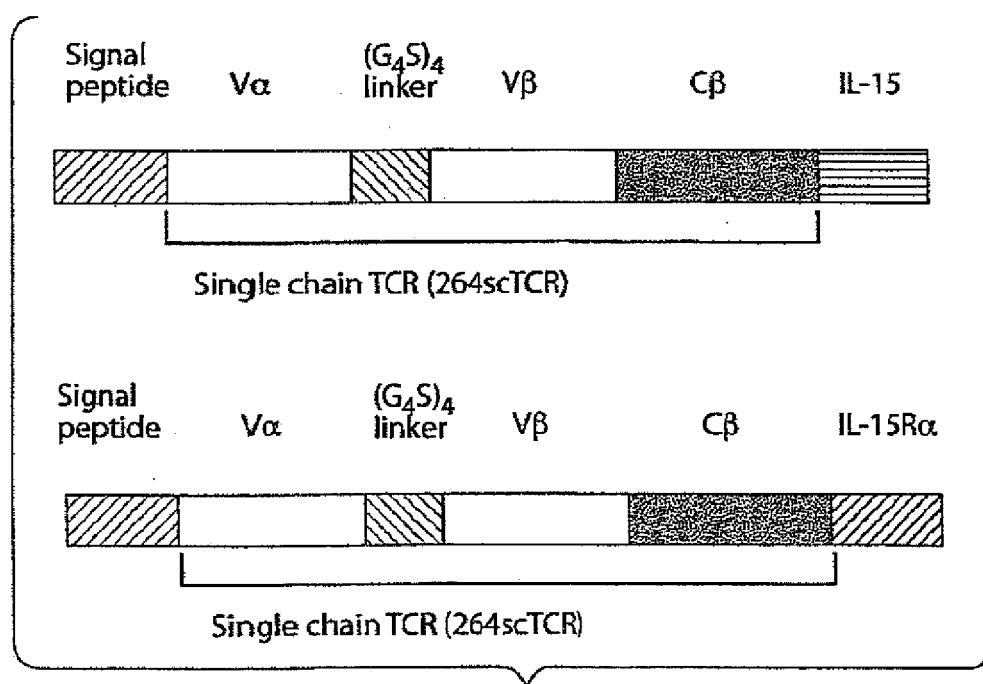 Signal
peptide
Vα
(G₄S)₄
linker
Vβ
Cβ
IL-15
Single chain TCR (264scTCR)
Signal
peptide
Vα
(G₄S)₄
linker
Vβ
Cβ
IL-15Rα
Single chain TCR (264scTCR)